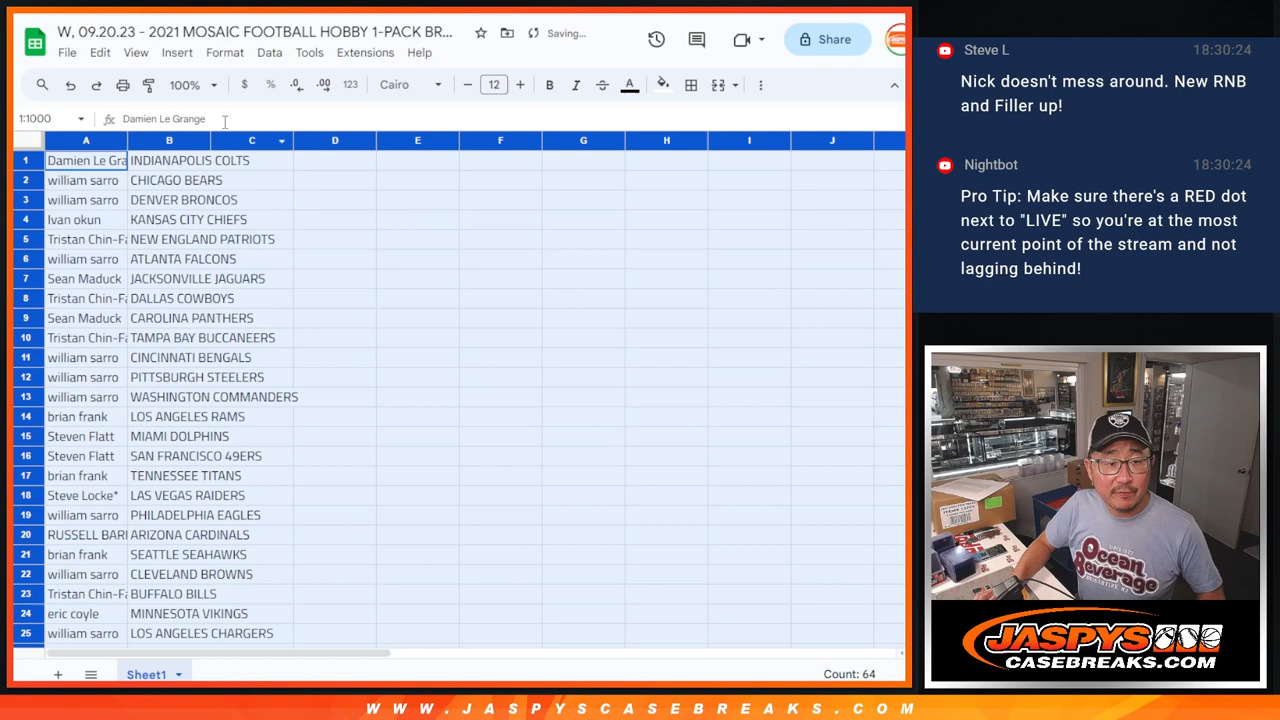 W, 09.20.23 - 2021 MOSAIC FOOTBALL HOBBY 1-PACK BR...
Saving...
File Edit View Insert Format Data Tools Extensions Help
Share
100% $ % .0 .00 123 Cairo 12 B I A
1:1000 fx Damien Le Grange
A B C D E F G H I J
1 Damien Le Gra INDIANAPOLIS COLTS
2 william sarro CHICAGO BEARS
3 william sarro DENVER BRONCOS
4 Ivan okun KANSAS CITY CHIEFS
5 Tristan Chin-Fa NEW ENGLAND PATRIOTS
6 william sarro ATLANTA FALCONS
7 Sean Maduck JACKSONVILLE JAGUARS
8 Tristan Chin-Fa DALLAS COWBOYS
9 Sean Maduck CAROLINA PANTHERS
10 Tristan Chin-Fa TAMPA BAY BUCCANEERS
11 william sarro CINCINNATI BENGALS
12 william sarro PITTSBURGH STEELERS
13 william sarro WASHINGTON COMMANDERS
14 brian frank LOS ANGELES RAMS
15 Steven Flatt MIAMI DOLPHINS
16 Steven Flatt SAN FRANCISCO 49ERS
17 brian frank TENNESSEE TITANS
18 Steve Locke* LAS VEGAS RAIDERS
19 william sarro PHILADELPHIA EAGLES
20 RUSSELL BAR ARIZONA CARDINALS
21 brian frank SEATTLE SEAHAWKS
22 william sarro CLEVELAND BROWNS
23 Tristan Chin-Fa BUFFALO BILLS
24 eric coyle MINNESOTA VIKINGS
25 william sarro LOS ANGELES CHARGERS
Sheet1
Count: 64
Steve L 18:30:24
Nick doesn't mess around. New RNB
and Filler up!
Nightbot 18:30:24
Pro Tip: Make sure there's a RED dot
next to "LIVE" so you're at the most
current point of the stream and not
lagging behind!
OCEAN
BEVERAGE
JASPYS
CASEBREAKS.COM
WWW.JASPYSCASEBREAKS.COM